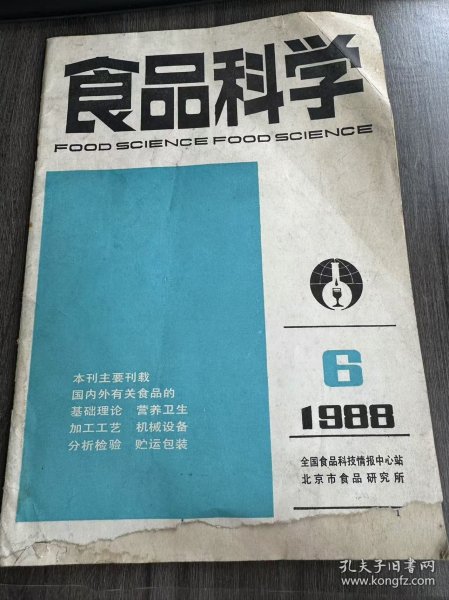 食品科学
FOOD SCIENCE FOOD SCIENCE
本刊主要刊载
国内外有关食品的
基础理论 营养卫生
加工工艺 机械设备
分析检验 贮运包装
6
1988
全国食品科技情报中心站
北京市食品研究所
孔夫子旧书网
www.kongfz.com